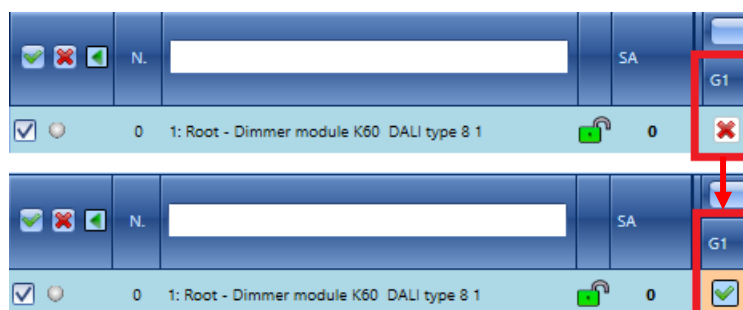 N.
SA
G1
0 1: Root - Dimmer module K60 DALI type 8 1 0
N.
SA
G1
0 1: Root - Dimmer module K60 DALI type 8 1 0